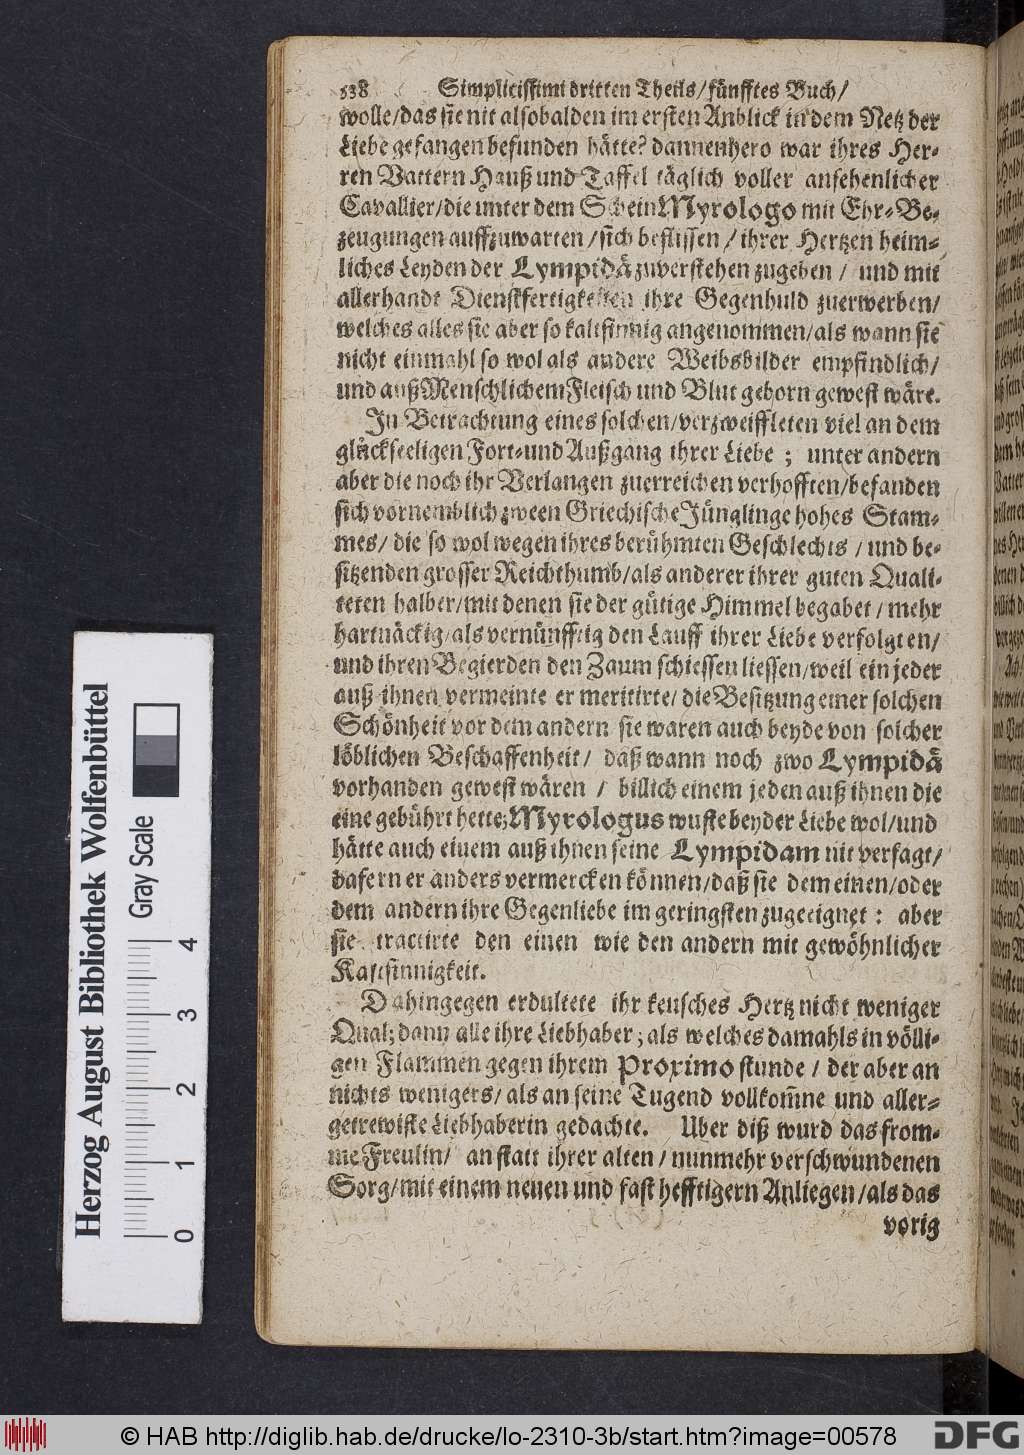 538 Simplicissimi dritten Theils/ fünfftes Buch/
wolle/das sie nit alsobalden im ersten Anblick in dem Netz der
Liebe gefangen befunden hätte? dannenhero war ihres Her-
ren Vattern Hauß und Taffel täglich voller ansehenlicher
Cavallier/die unter dem Schein Myrologo mit Ehr-Be-
zeugungen auffzuwarten/sich beflissen/ ihrer Hertzen heim-
liches Leyden der Lympidä zuverstehen zugeben/ und mit
allerhandt Dienstfertigkeiten ihre Gegenhuld zuerwerben/
welches alles sie aber so kaltsinnig angenommen/als wann sie
nicht einmahl so wol als andere Weibsbilder empfindlich/
und auß Menschlichem Fleisch und Blut geborn gewest wäre.
In Betrachtung eines solchen/verzweiffleten viel an dem
glückseeligen Fort-und Außgang ihrer Liebe; unter andern
aber die noch ihr Verlangen zuerreichen verhofften/befanden
sich vornemblich zween Griechische Jünglinge hohes Stam-
mes/ die so wol wegen ihres berühmten Geschlechts/ und be-
sitzenden grosser Reichthumb/als anderer ihrer guten Quali-
teten halber/mit denen sie der gütige Himmel begabet/ mehr
hartnäckig/als vernünfftig den Lauff ihrer Liebe verfolgten/
und ihren Begierden den Zaum schiessen liessen/weil ein jeder
auß ihnen vermeinte er meritirte/ die Besitzung einer solchen
Schönheit vor dem andern/ sie waren auch beyde von solcher
löblichen Beschaffenheit/ daß wann noch zwo Lympidä
vorhanden gewest wären/ billich einem jeden auß ihnen die
eine gebührt hette; Myrologus wuste beyder Liebe wol/und
hätte auch einem auß ihnen seine Lympidam nit versagt/
dafern er anders vermercken können/daß sie dem einen/oder
dem andern ihre Gegenliebe im geringsten zugeeignet: aber
sie tractirte den einen wie den andern mit gewöhnlicher
Kaltsinnigkeit.
Dahingegen erdultete ihr keusches Hertz nicht weniger
Qual; dann alle ihre Liebhaber; als welches damahls in völli-
gen Flammen gegen ihrem Proximo stunde/ der aber an
nichts wenigers/als an seine Tugend vollkom̄ne und aller-
getrewiste Liebhaberin gedachte. Uber diß wurd das from-
me Freulin/ anstatt ihrer alten/ nunmehr verschwundenen
Sorg/mit einem neuen und fast hefftigern Anliegen/als das
vorig
Herzog August Bibliothek Wolfenbüttel
Gray Scale
0 1 2 3 4
© HAB http://diglib.hab.de/drucke/lo-2310-3b/start.htm?image=00578
DFG